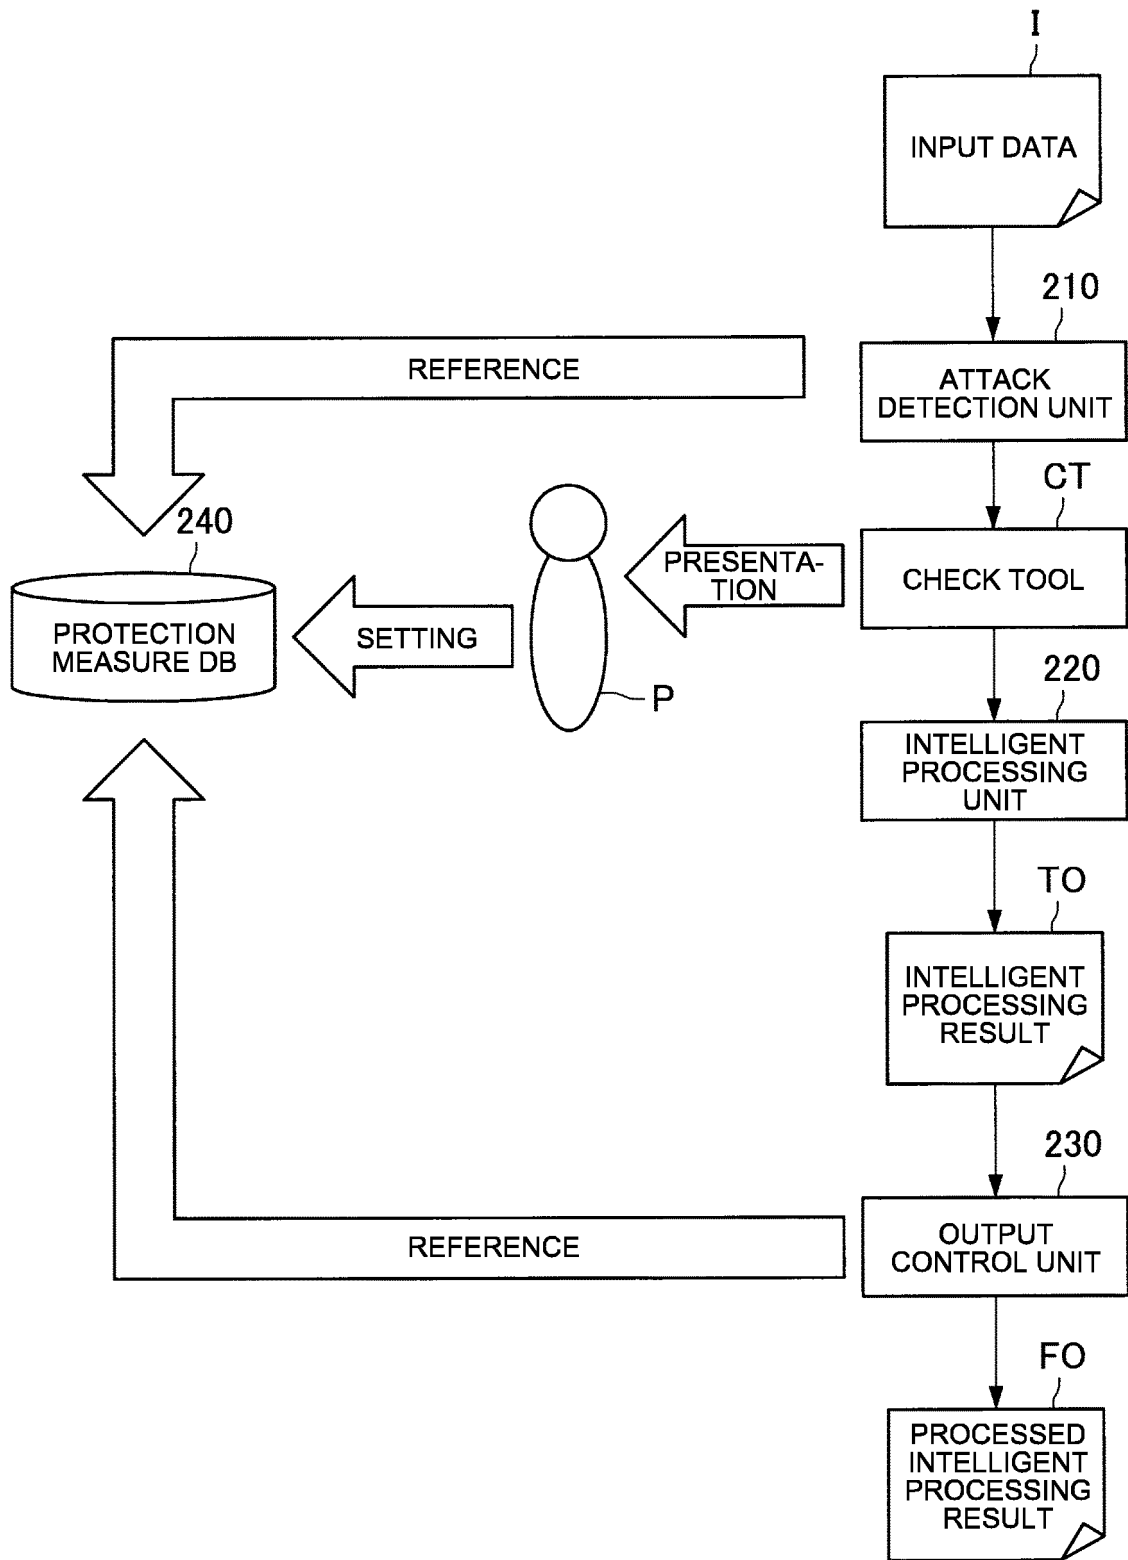 I
INPUT DATA
210
ATTACK
DETECTION UNIT
REFERENCE
CT
CHECK TOOL
PRESENTA-
TION
240
PROTECTION
MEASURE DB
SETTING
P
220
INTELLIGENT
PROCESSING
UNIT
TO
INTELLIGENT
PROCESSING
RESULT
230
OUTPUT
CONTROL UNIT
REFERENCE
FO
PROCESSED
INTELLIGENT
PROCESSING
RESULT